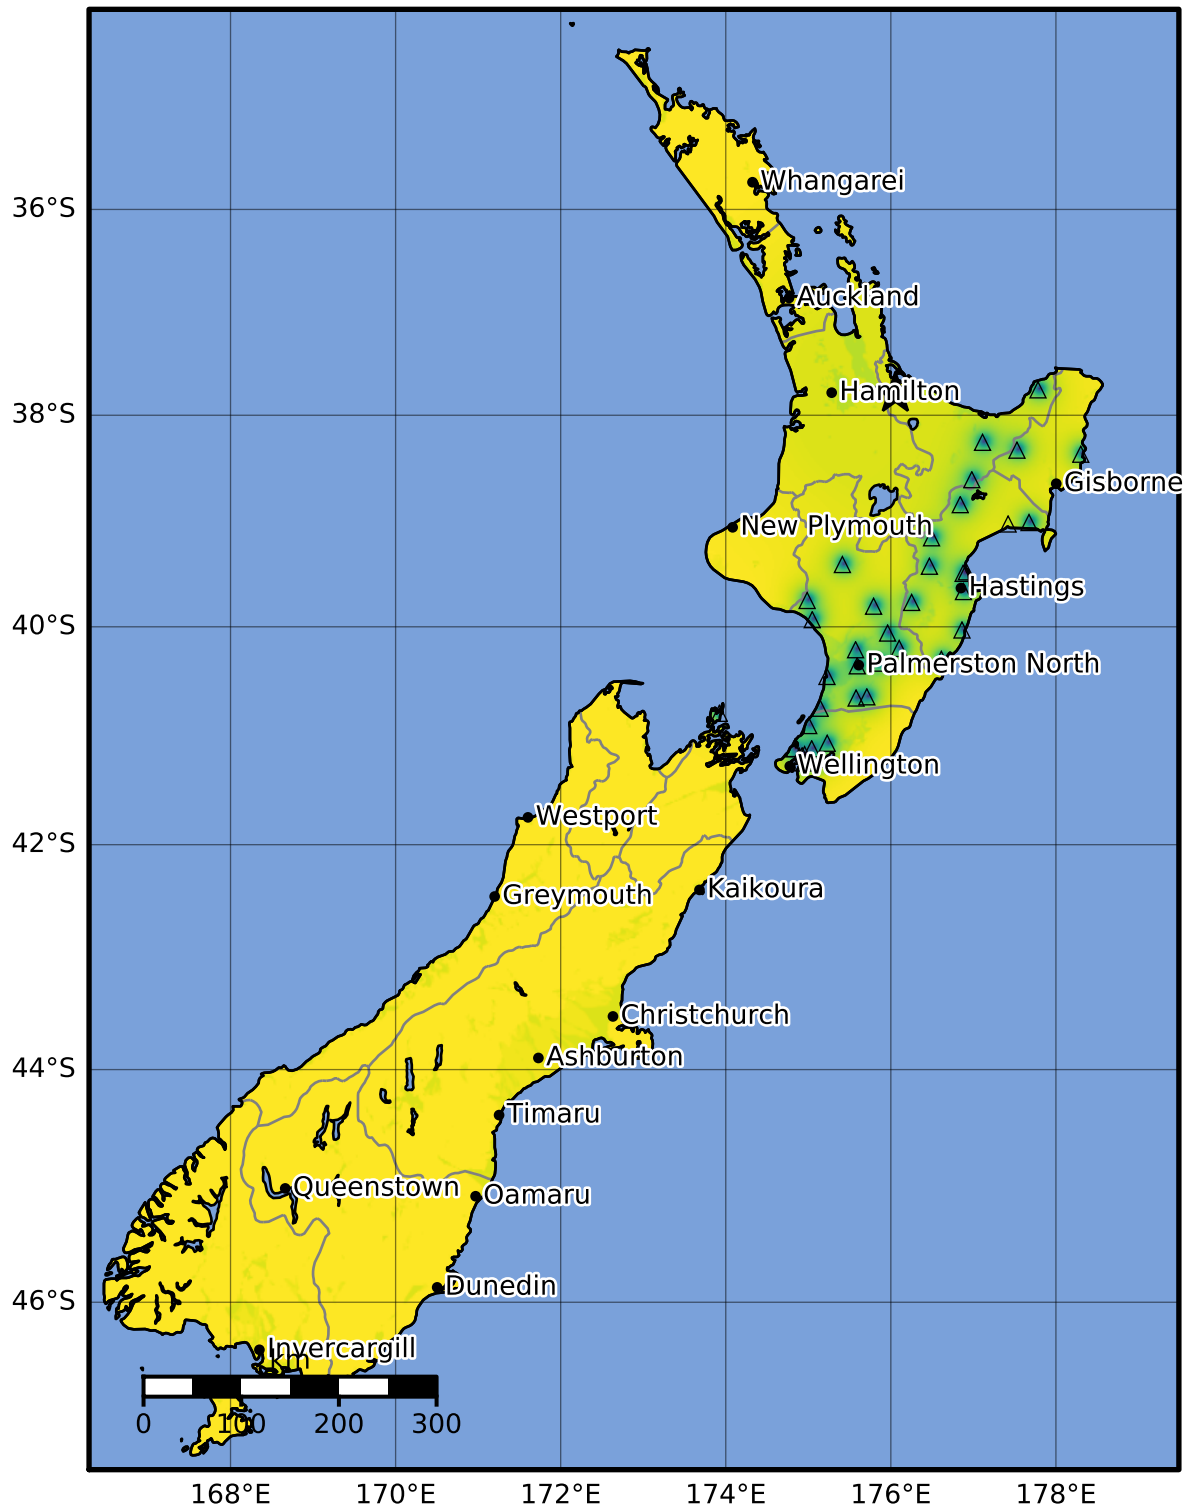 Whangarei
36°S
Auckland
38°S
Hamilton
Gisborne
New Plymouth
Hastings
40°S
Palmerston North
Wellington
Westport
42°S
Kaikoura
Greymouth
Christchurch
Ashburton
44°S
Timaru
Queenstown
Oamaru
Dunedin
46°S
Invercargill
km
0 100 200 300
168°E 170°E 172°E 174°E 176°E 178°E